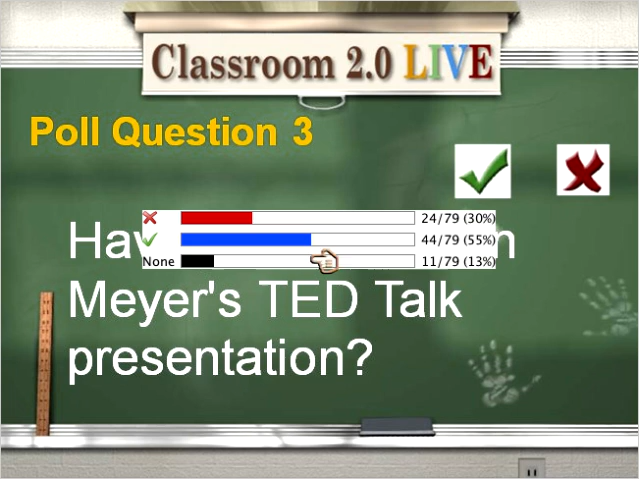 Classroom 2.0 LIVE
Poll Question 3
24/79 (30%)
44/79 (55%)
None 11/79 (13%)
Meyer's TED Talk
presentation?